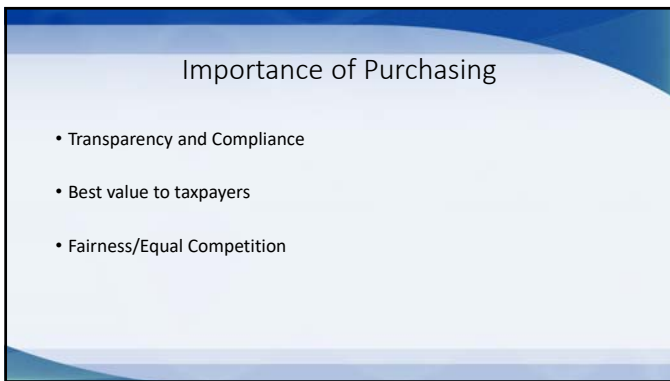 Importance of Purchasing
• Transparency and Compliance
• Best value to taxpayers
• Fairness/Equal Competition